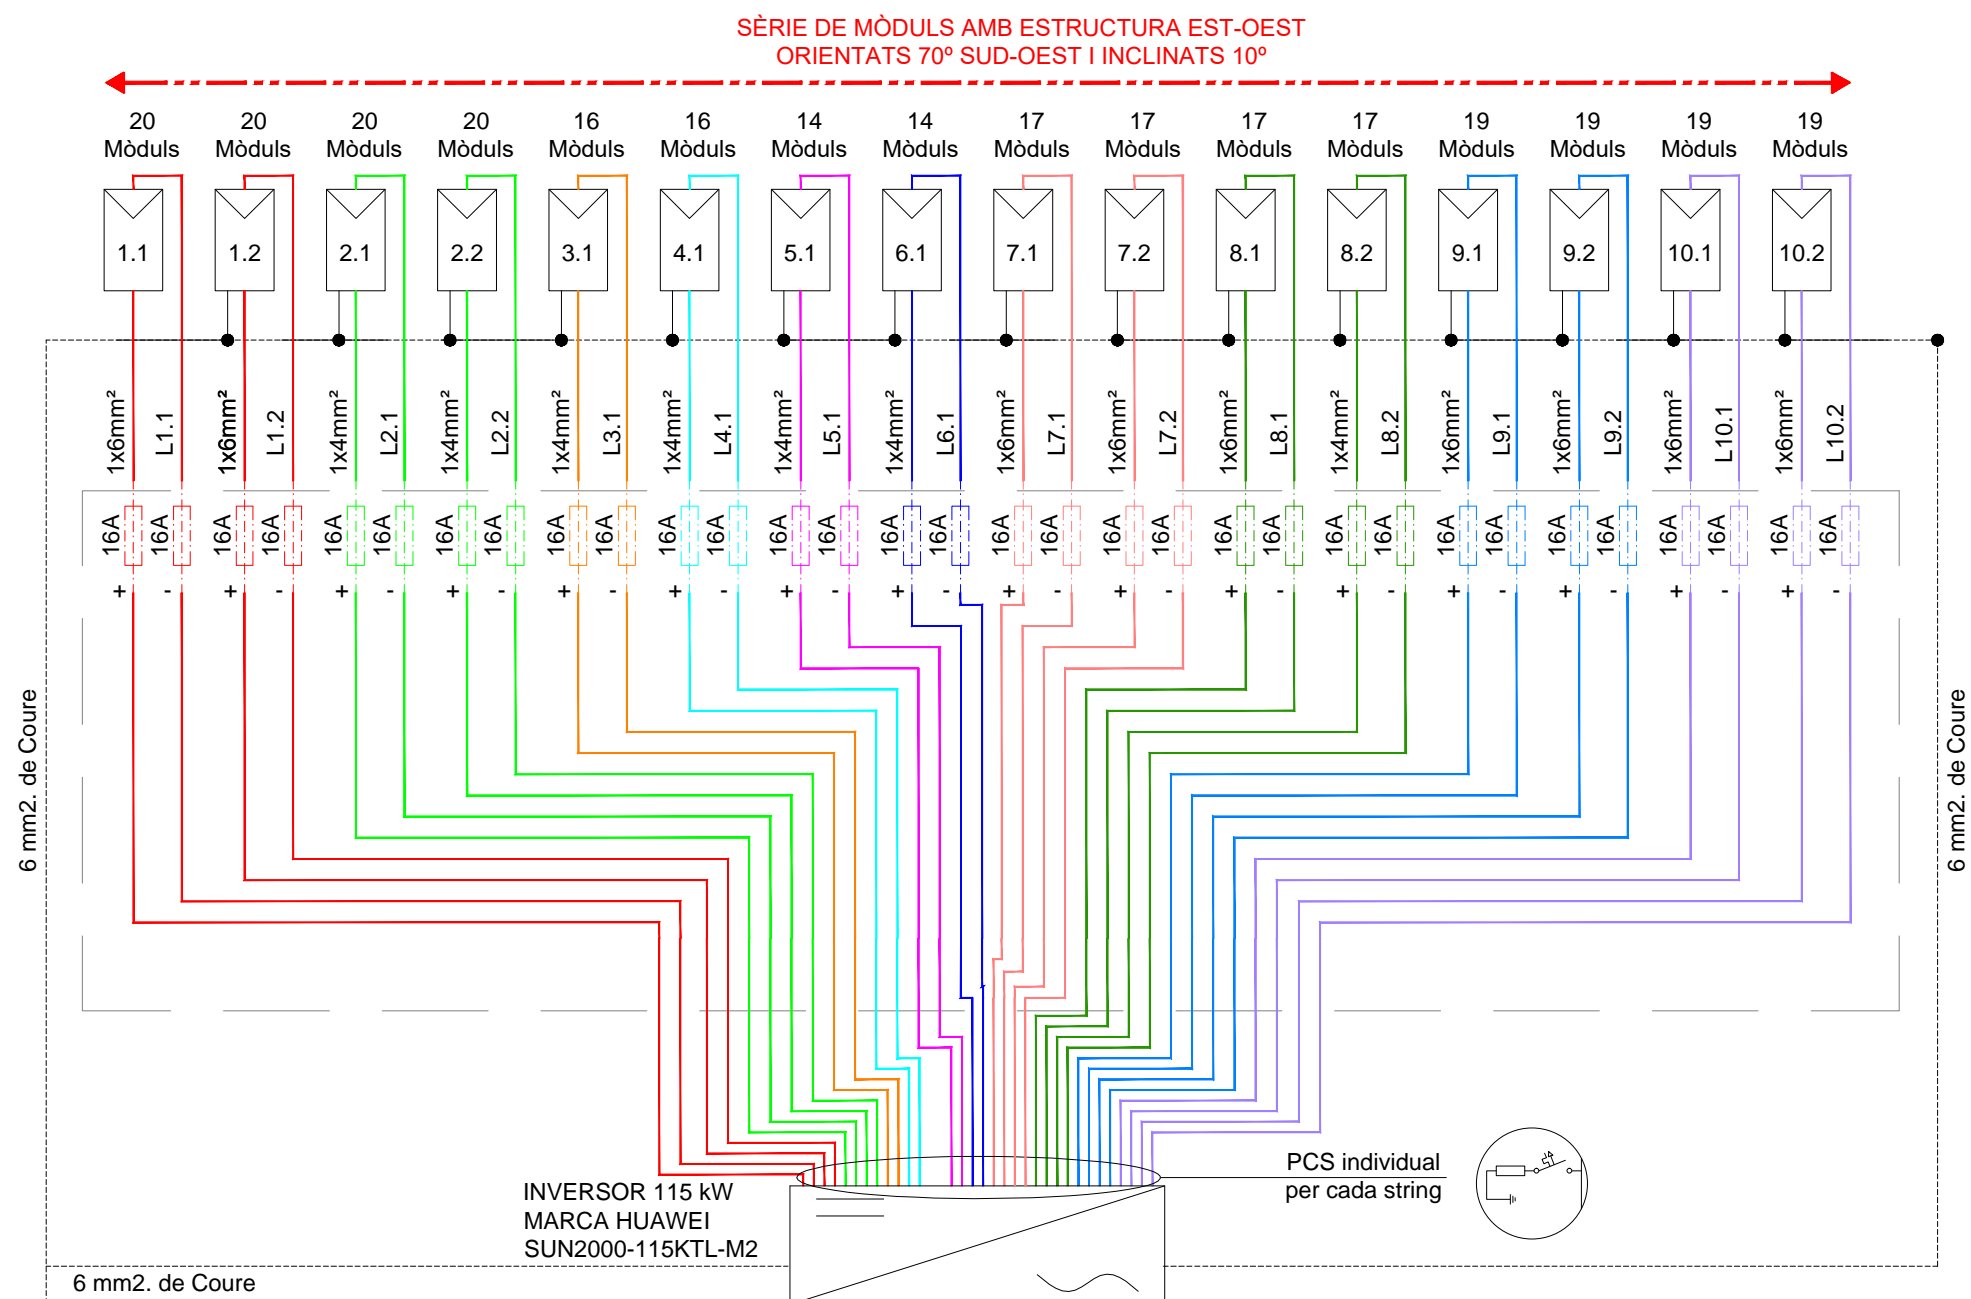 SÈRIE DE MÒDULS AMB ESTRUCTURA EST-OEST
ORIENTATS 70º SUD-OEST I INCLINATS 10º
20 20 20 20 16 16 14 14 17 17 17 17 19 19 19 19
Mòduls Mòduls Mòduls Mòduls Mòduls Mòduls Mòduls Mòduls Mòduls Mòduls Mòduls Mòduls Mòduls Mòduls Mòduls Mòduls
1.1 1.2 2.1 2.2 3.1 4.1 5.1 6.1 7.1 7.2 8.1 8.2 9.1 9.2 10.1 10.2
1x6mm² L1.1 1x6mm² L1.2 1x4mm² L2.1 1x4mm² L2.2 1x4mm² L3.1 1x4mm² L4.1 1x4mm² L5.1 1x4mm² L6.1 1x6mm² L7.1 1x6mm² L7.2 1x6mm² L8.1 1x4mm² L8.2 1x6mm² L9.1 1x6mm² L9.2 1x6mm² L10.1 1x6mm² L10.2
16A 16A 16A 16A 16A 16A 16A 16A 16A 16A 16A 16A 16A 16A 16A 16A 16A 16A 16A 16A 16A 16A 16A 16A 16A 16A 16A 16A 16A 16A 16A 16A
+ - + - + - + - + - + - + - + - + - + - + - + - + - + - + - + -
6 mm2. de Coure
6 mm2. de Coure
PCS individual
per cada string
INVERSOR 115 kW
MARCA HUAWEI
SUN2000-115KTL-M2
6 mm2. de Coure